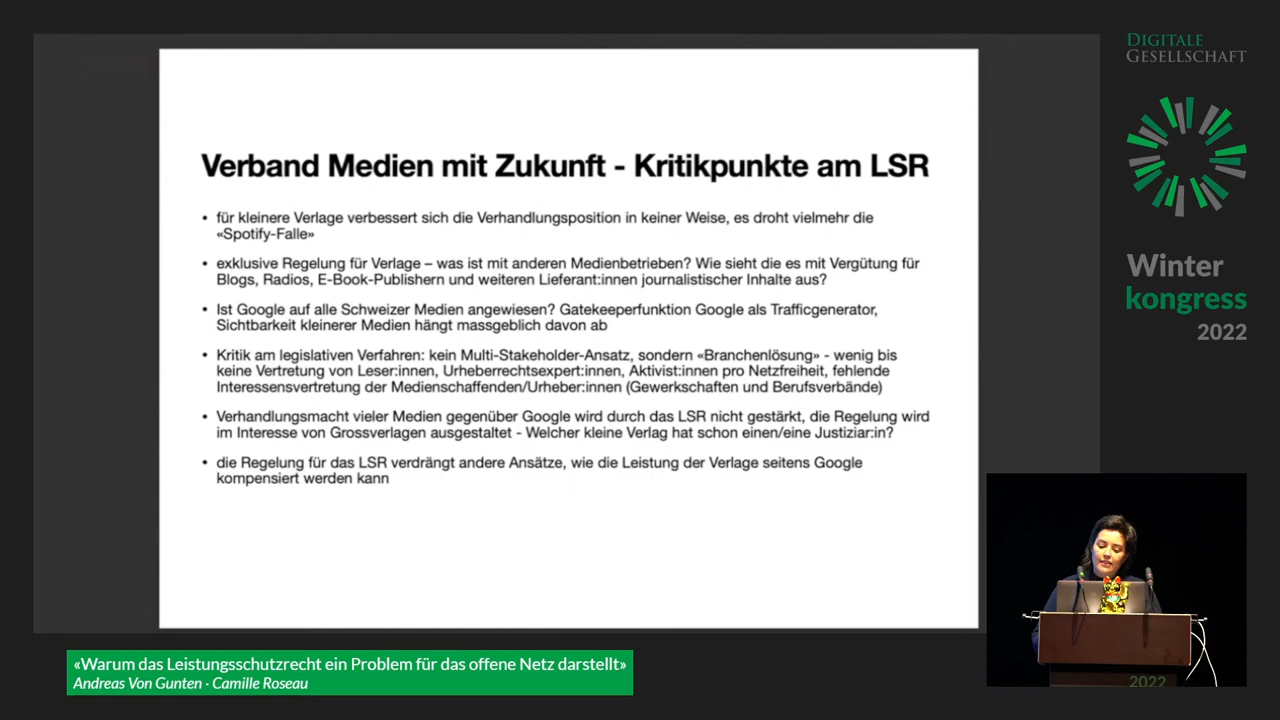 Verband Medien mit Zukunft - Kritikpunkte am LSR
• für kleinere Verlage verbessert sich die Verhandlungsposition in keiner Weise, es droht vielmehr die
«Spotify-Falle»
• exklusive Regelung für Verlage – was ist mit anderen Medienbetrieben? Wie sieht die es mit Vergütung für
Blogs, Radios, E-Book-Publishern und weiteren Lieferant:innen journalistischer Inhalte aus?
• Ist Google auf alle Schweizer Medien angewiesen? Gatekeeperfunktion Google als Trafficgenerator,
Sichtbarkeit kleinerer Medien hängt massgeblich davon ab
• Kritik am legislativen Verfahren: kein Multi-Stakeholder-Ansatz, sondern «Branchenlösung» - wenig bis
keine Vertretung von Leser:innen, Urheberrechtsexpert:innen, Aktivist:innen pro Netzfreiheit, fehlende
Interessensvertretung der Medienschaffenden/Urheber:innen (Gewerkschaften und Berufsverbände)
• Verhandlungsmacht vieler Medien gegenüber Google wird durch das LSR nicht gestärkt, die Regelung wird
im Interesse von Grossverlagen ausgestaltet - Welcher kleine Verlag hat schon einen/eine Justiziar:in?
• die Regelung für das LSR verdrängt andere Ansätze, wie die Leistung der Verlage seitens Google
kompensiert werden kann
DIGITALE
GESELLSCHAFT
Winter
kongress
2022
2022
«Warum das Leistungsschutzrecht ein Problem für das offene Netz darstellt»
Andreas Von Gunten · Camille Roseau